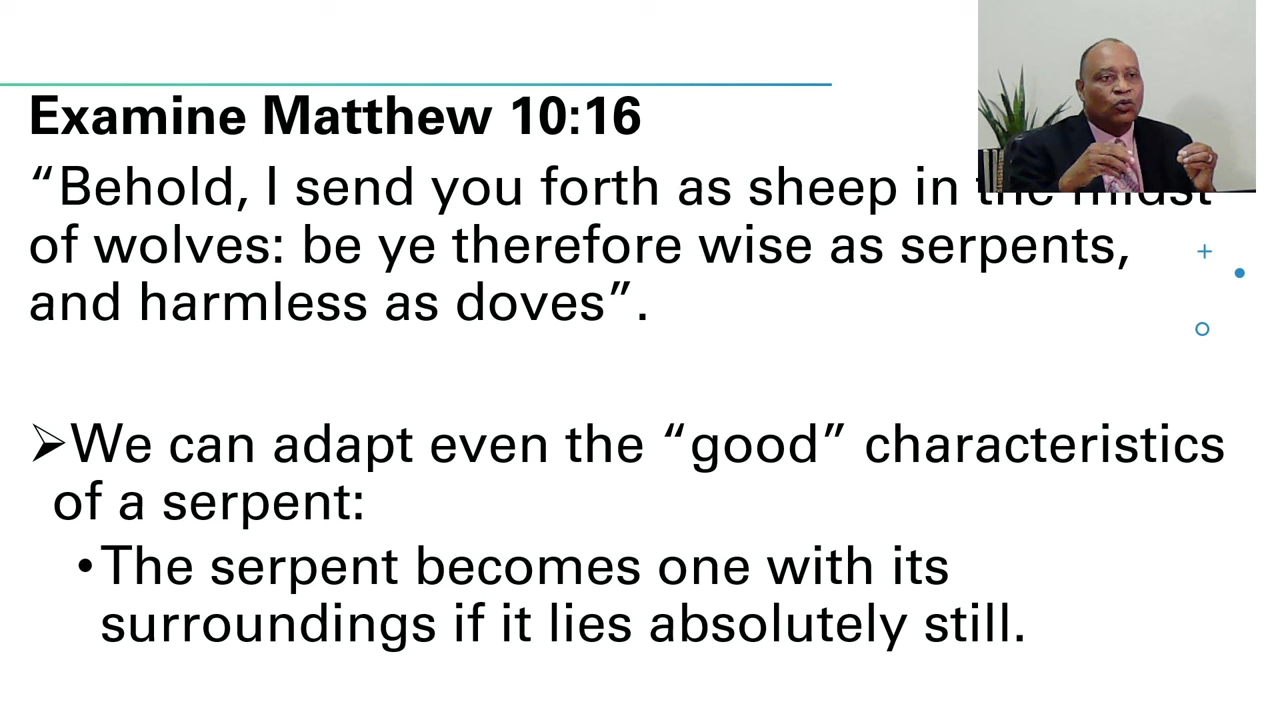 Examine Matthew 10:16
“Behold, I send you forth as sheep in the midst
of wolves: be ye therefore wise as serpents,
and harmless as doves”.
➢We can adapt even the “good” characteristics
of a serpent:
•The serpent becomes one with its
surroundings if it lies absolutely still.